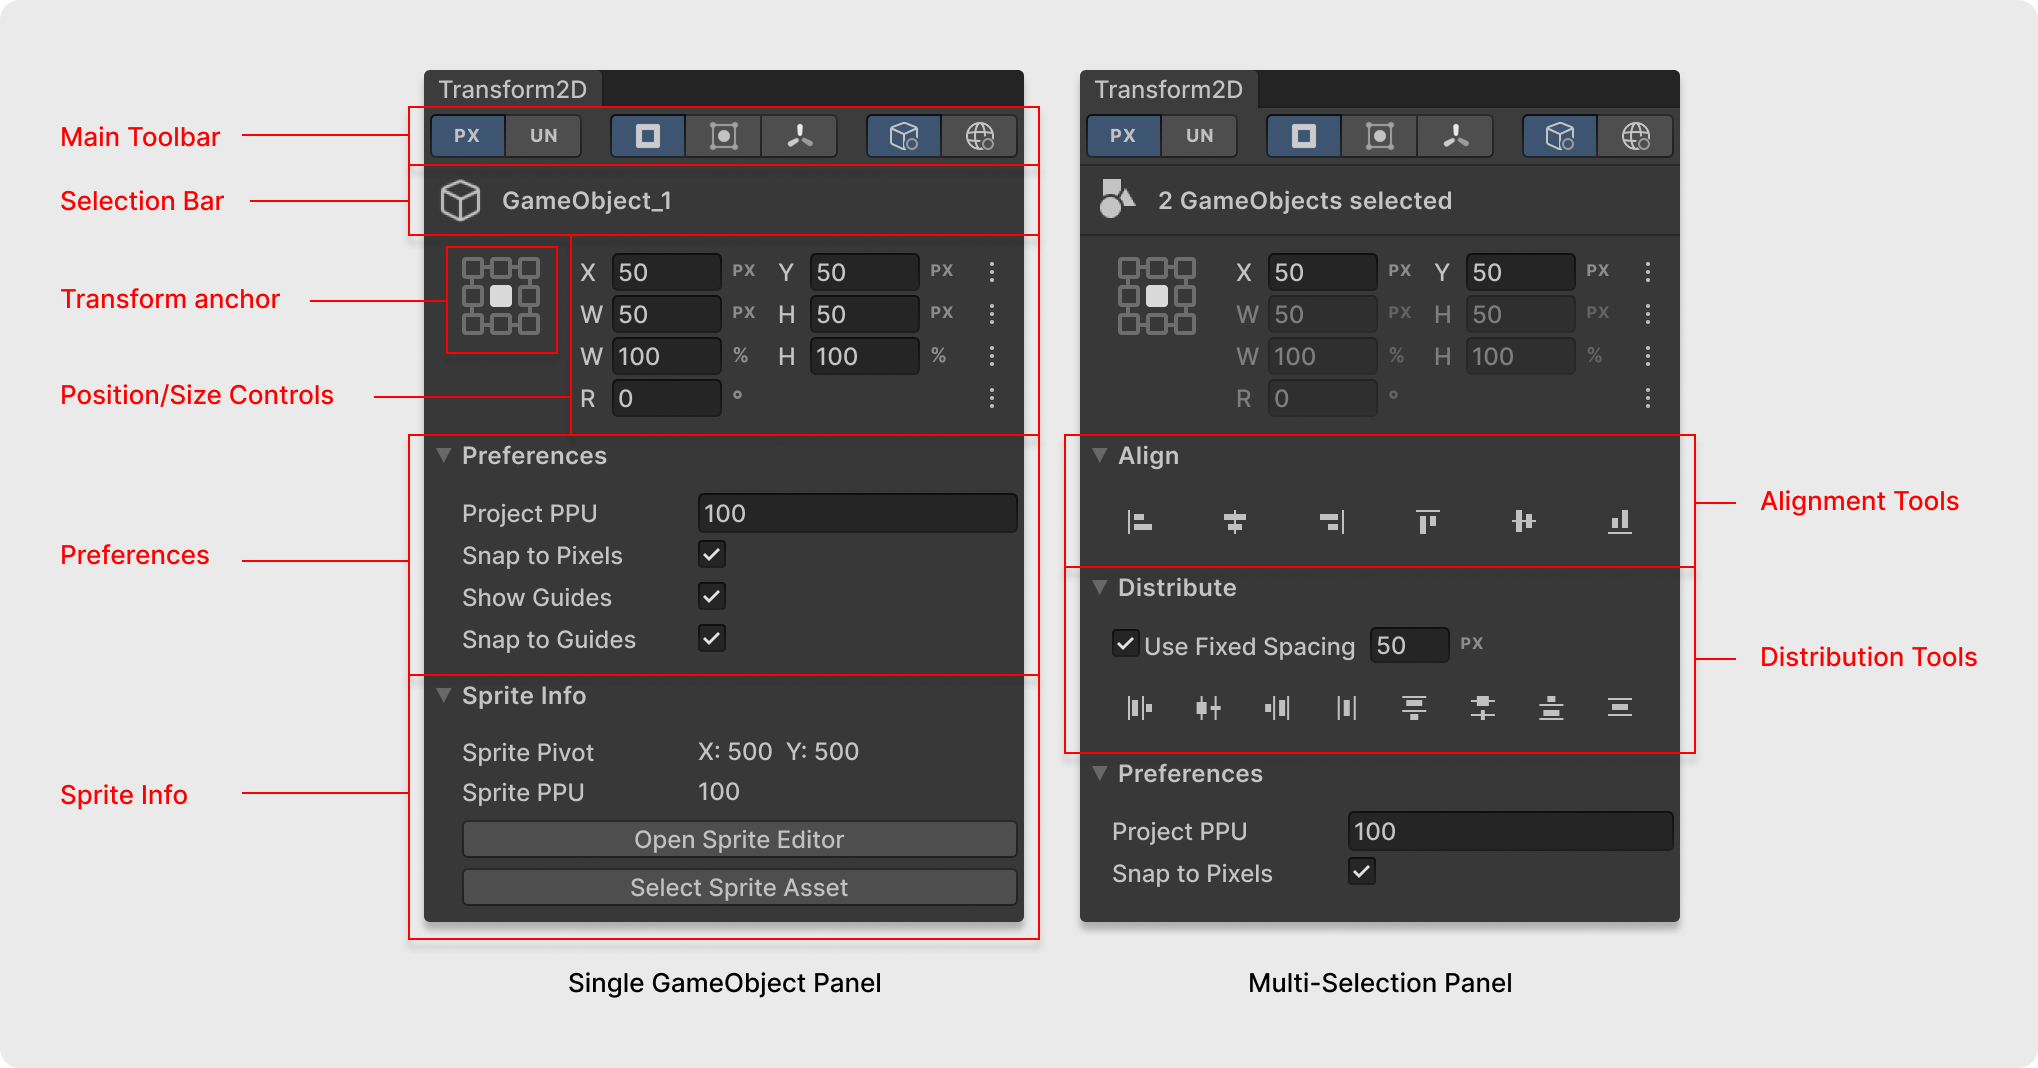 Main Toolbar
Selection Bar
Transform anchor
Position/Size Controls
Preferences
Sprite Info
Transform2D
PX UN
GameObject_1
X 50 PX Y 50 PX
W 50 PX H 50 PX
W 100 % H 100 %
R 0 °
Preferences
Project PPU 100
Snap to Pixels
Show Guides
Snap to Guides
Sprite Info
Sprite Pivot X: 500 Y: 500
Sprite PPU 100
Open Sprite Editor
Select Sprite Asset
Single GameObject Panel
Transform2D
PX UN
2 GameObjects selected
X 50 PX Y 50 PX
W 50 PX H 50 PX
W 100 % H 100 %
R 0 °
Align
Distribute
Use Fixed Spacing 50 PX
Preferences
Project PPU 100
Snap to Pixels
Multi-Selection Panel
Alignment Tools
Distribution Tools